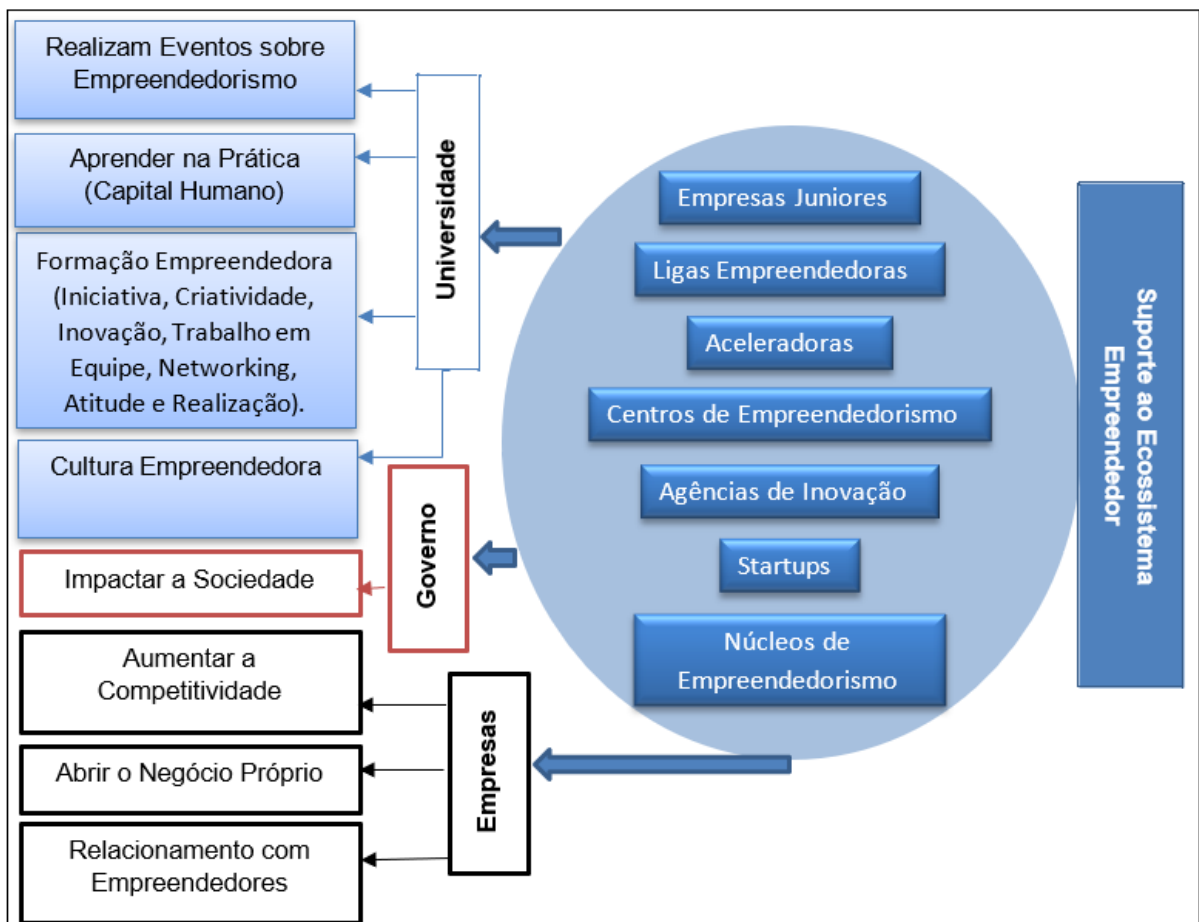 Realizam Eventos sobre
Empreendedorismo
Aprender na Prática
(Capital Humano)
Formação Empreendedora
(Iniciativa, Criatividade,
Inovação, Trabalho em
Equipe, Networking,
Atitude e Realização).
Cultura Empreendedora
Impactar a Sociedade
Aumentar a
Competitividade
Abrir o Negócio Próprio
Relacionamento com
Empreendedores
Universidade
Governo
Empresas
Empresas Juniores
Ligas Empreendedoras
Aceleradoras
Centros de Empreendedorismo
Agências de Inovação
Startups
Núcleos de
Empreendedorismo
Suporte ao Ecossistema
Empreendedor